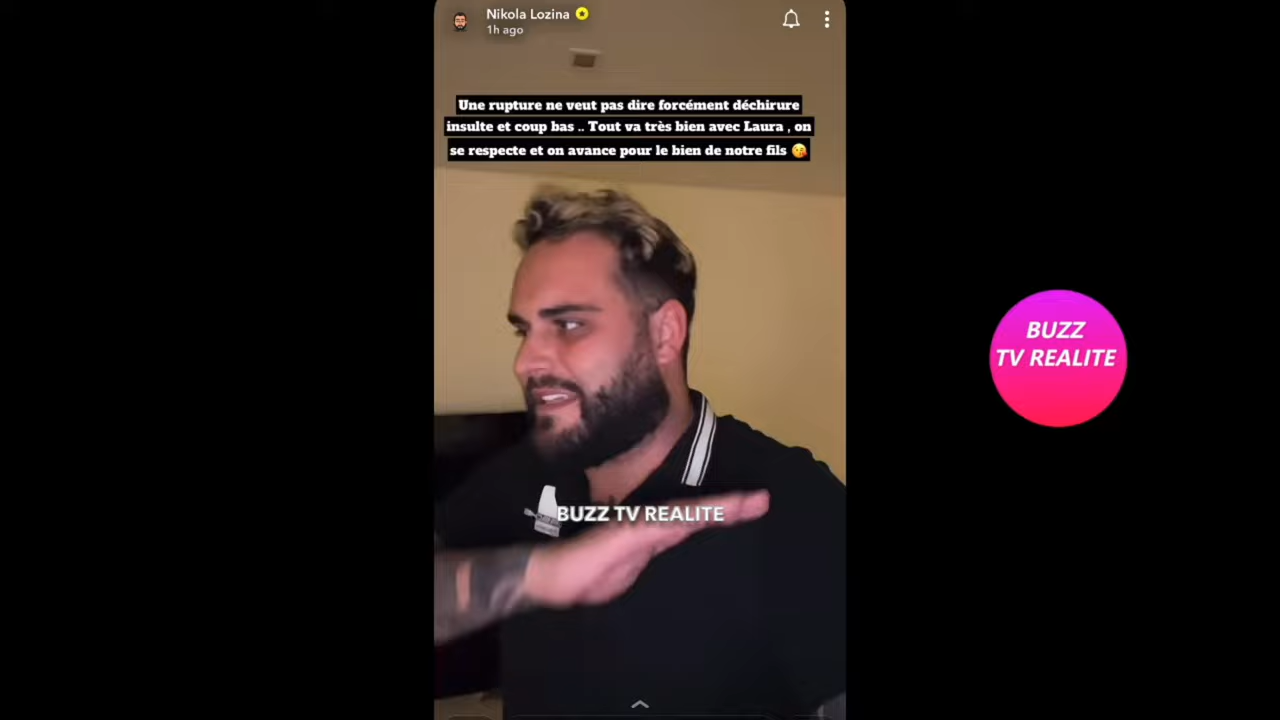 Nikola Lozina
1h ago
Une rupture ne veut pas dire forcément déchirure
insulte et coup bas .. Tout va très bien avec Laura , on
se respecte et on avance pour le bien de notre fils 😘
BUZZ
TV REALITE
BUZZ TV REALITE